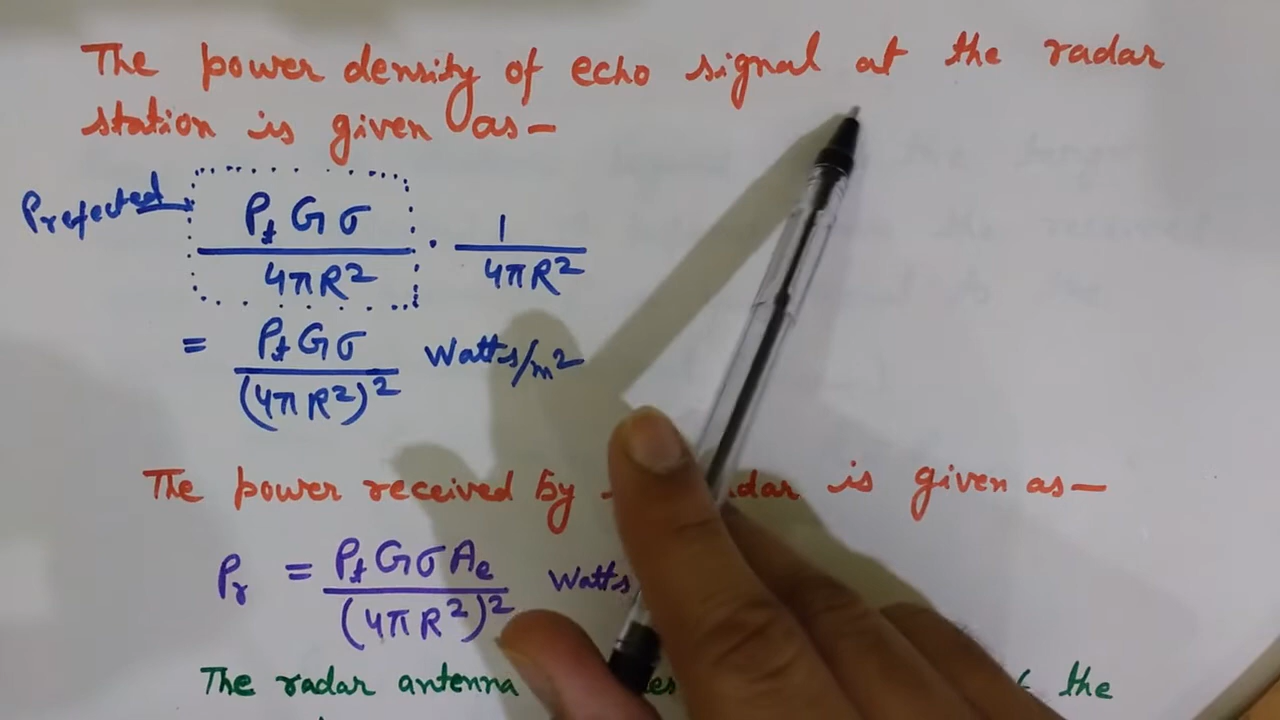 The power density of echo signal at the radar
station is given as—
Preflected
PtGσ / 4πR² · 1 / 4πR²
= PtGσ / (4πR²)² Watts/m²
The power received by radar is given as—
Pr = PtGσAe / (4πR²)² Watts
The radar antenna the